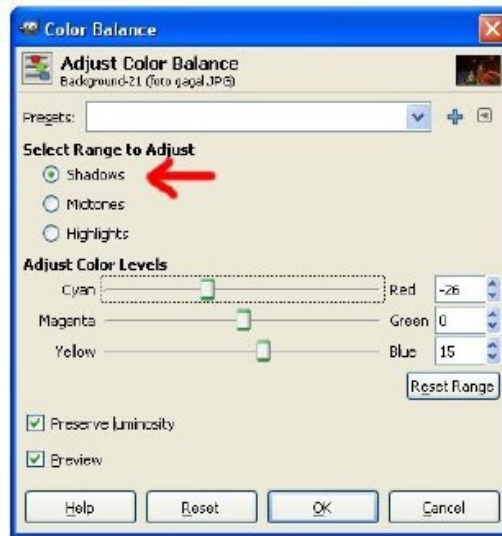 Color Balance
Adjust Color Balance
Background-21 (foto gagal.JPG)
Presets:
Select Range to Adjust
Shadows
Midtones
Highlights
Adjust Color Levels
Cyan Red -26
Magenta Green 0
Yellow Blue 15
Reset Range
Preserve luminosity
Preview
Help Reset OK Cancel